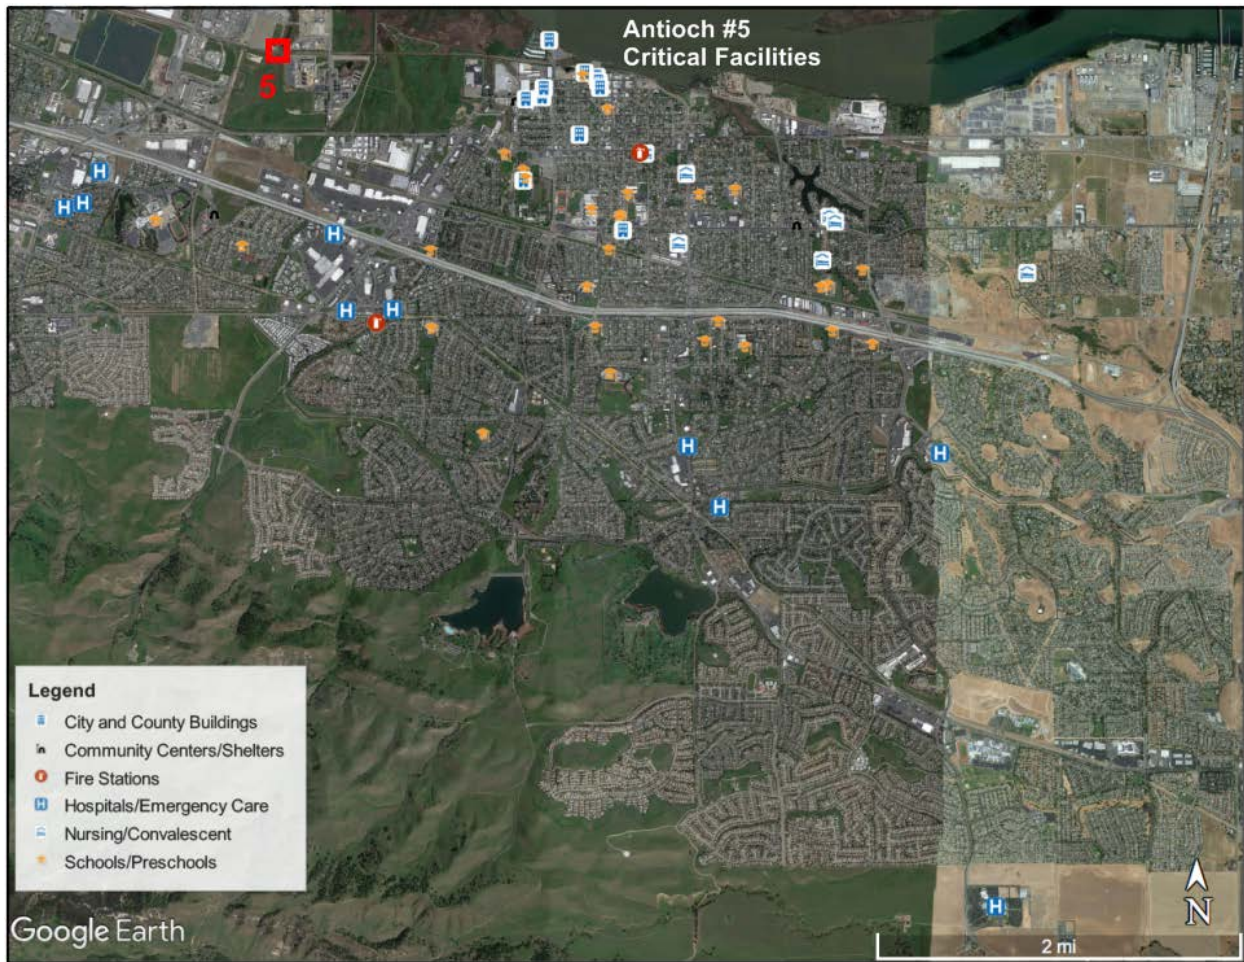 Antioch #5
Critical Facilities
5
Legend
City and County Buildings
Community Centers/Shelters
Fire Stations
Hospitals/Emergency Care
Nursing/Convalescent
Schools/Preschools
Google Earth
N
2 mi